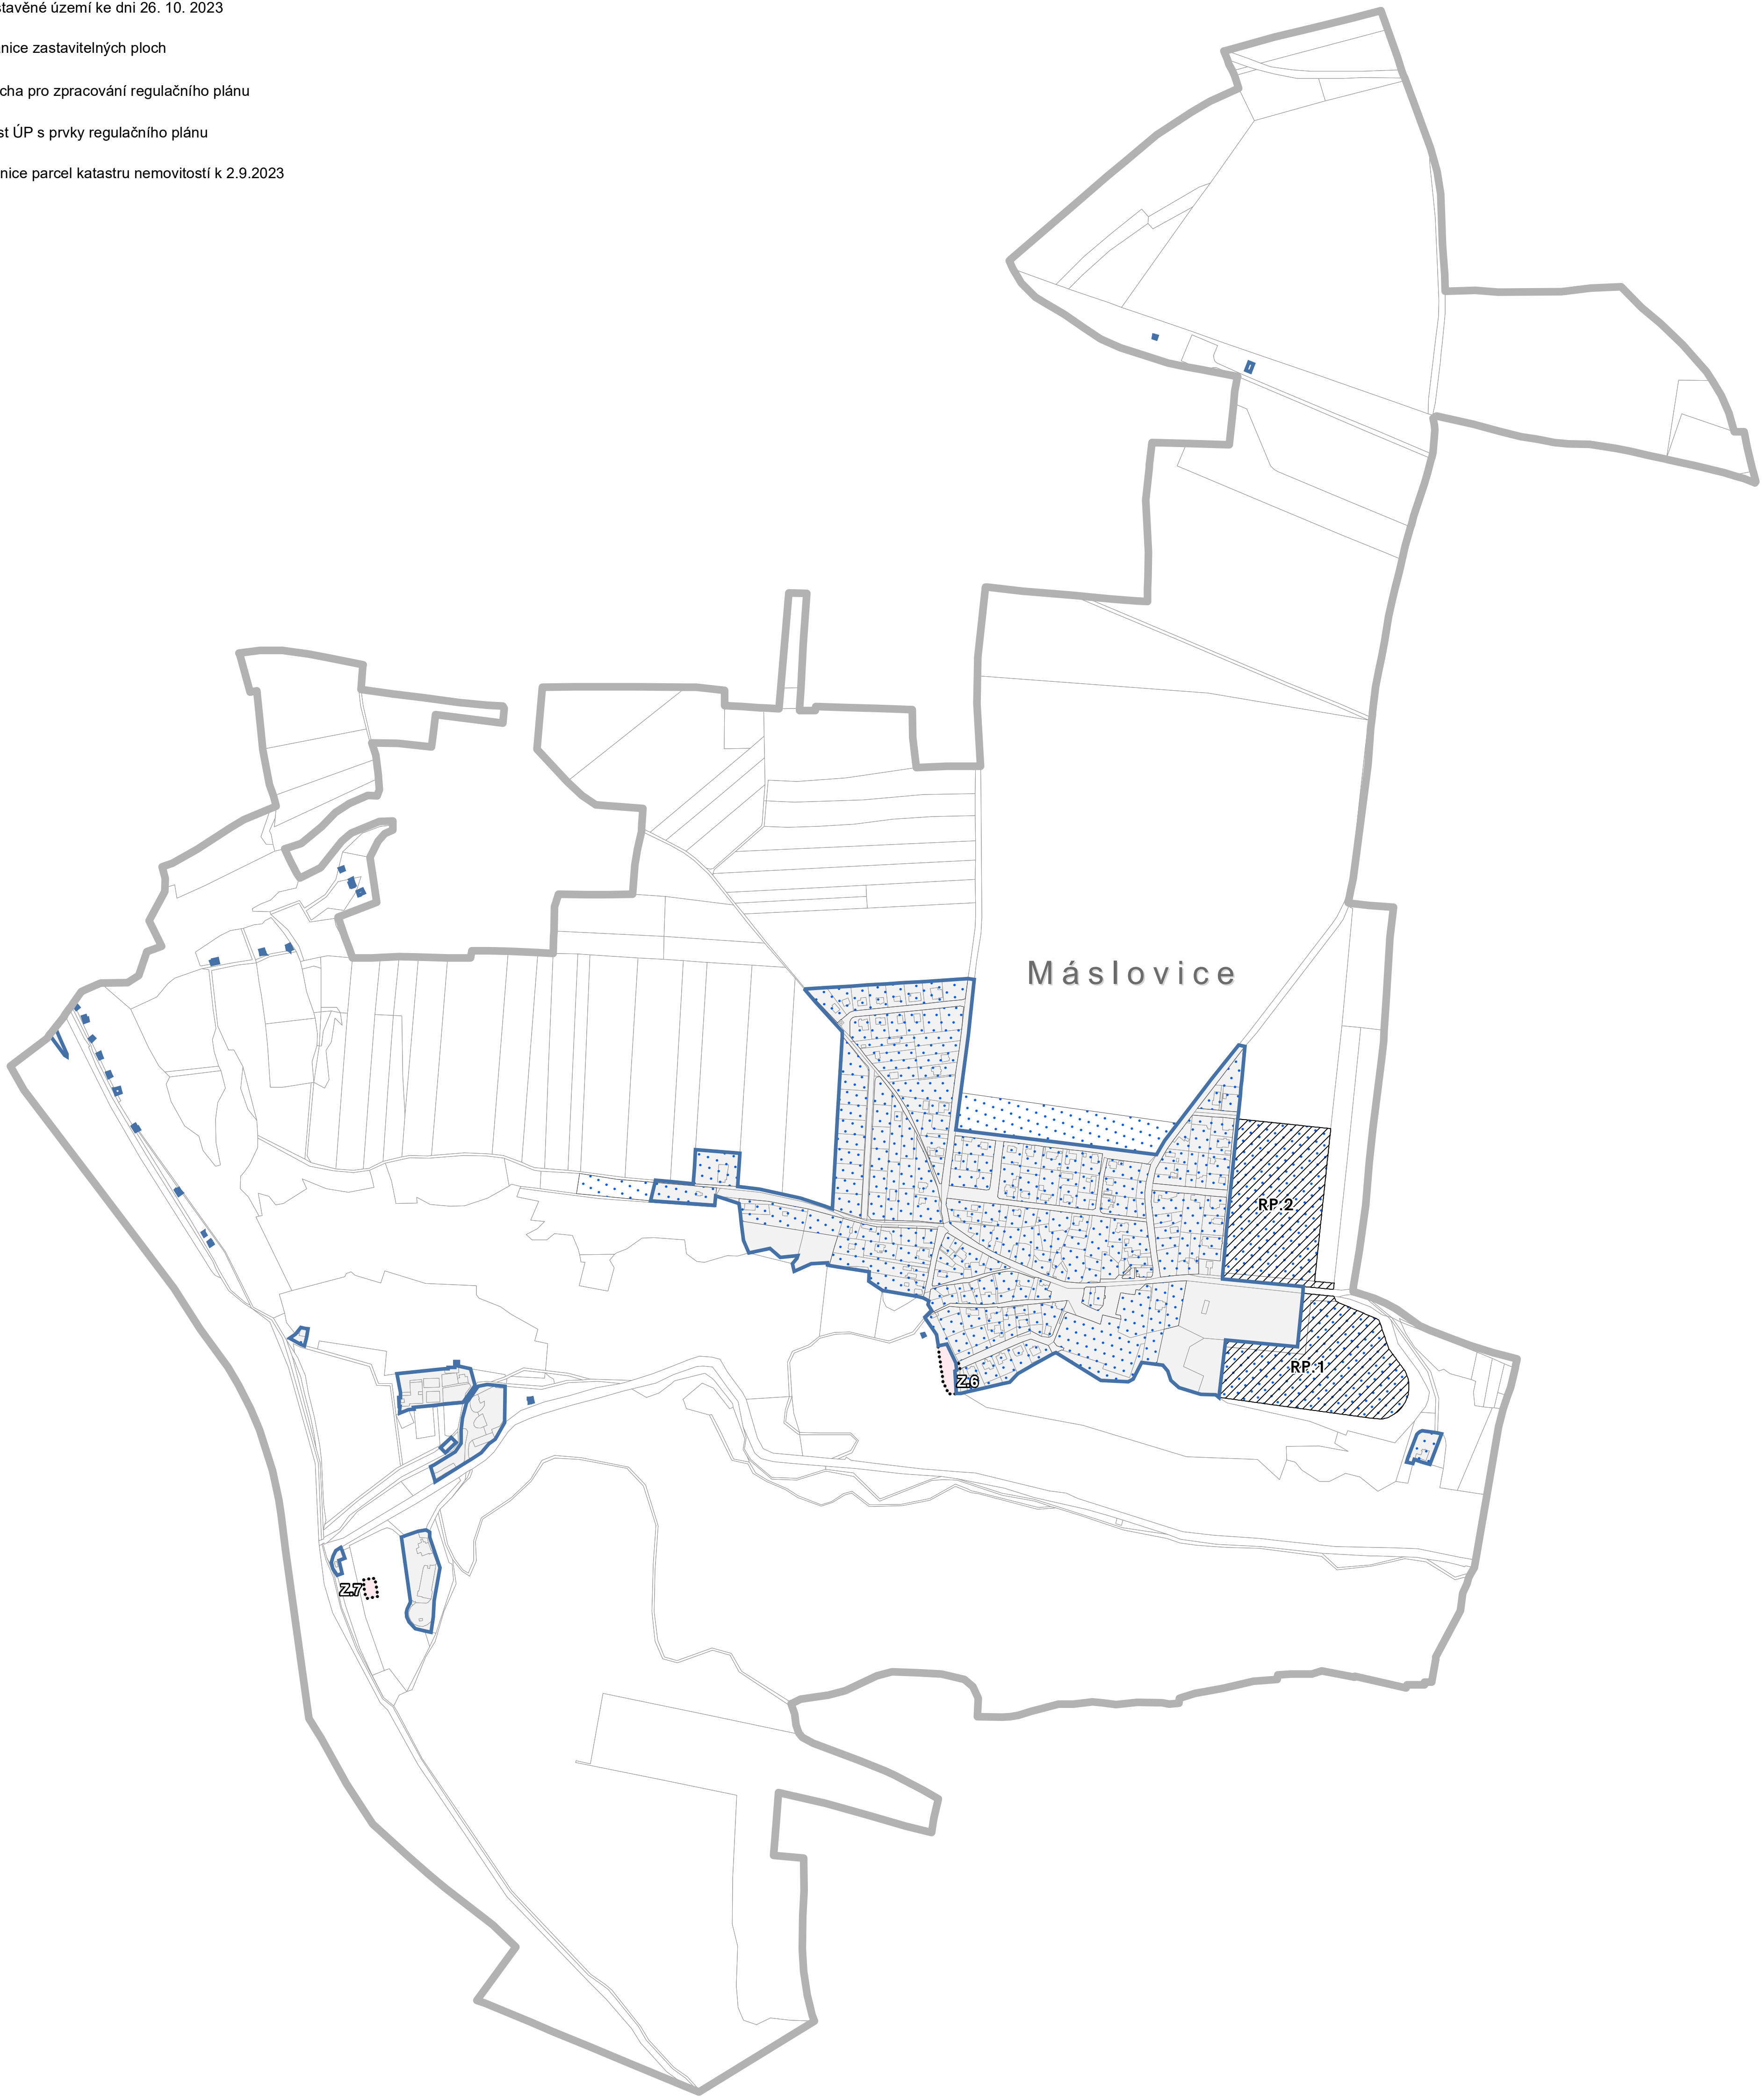 stavěné území ke dni 26. 10. 2023
nice zastavitelných ploch
cha pro zpracování regulačního plánu
st ÚP s prvky regulačního plánu
nice parcel katastru nemovitostí k 2.9.2023
Máslovice
RP.2
RP.1
Z.6
Z.7